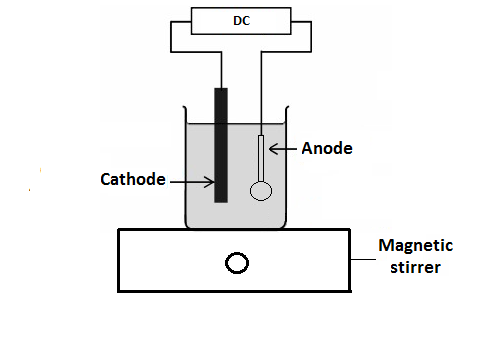 DC
Anode
Cathode
Magnetic
stirrer